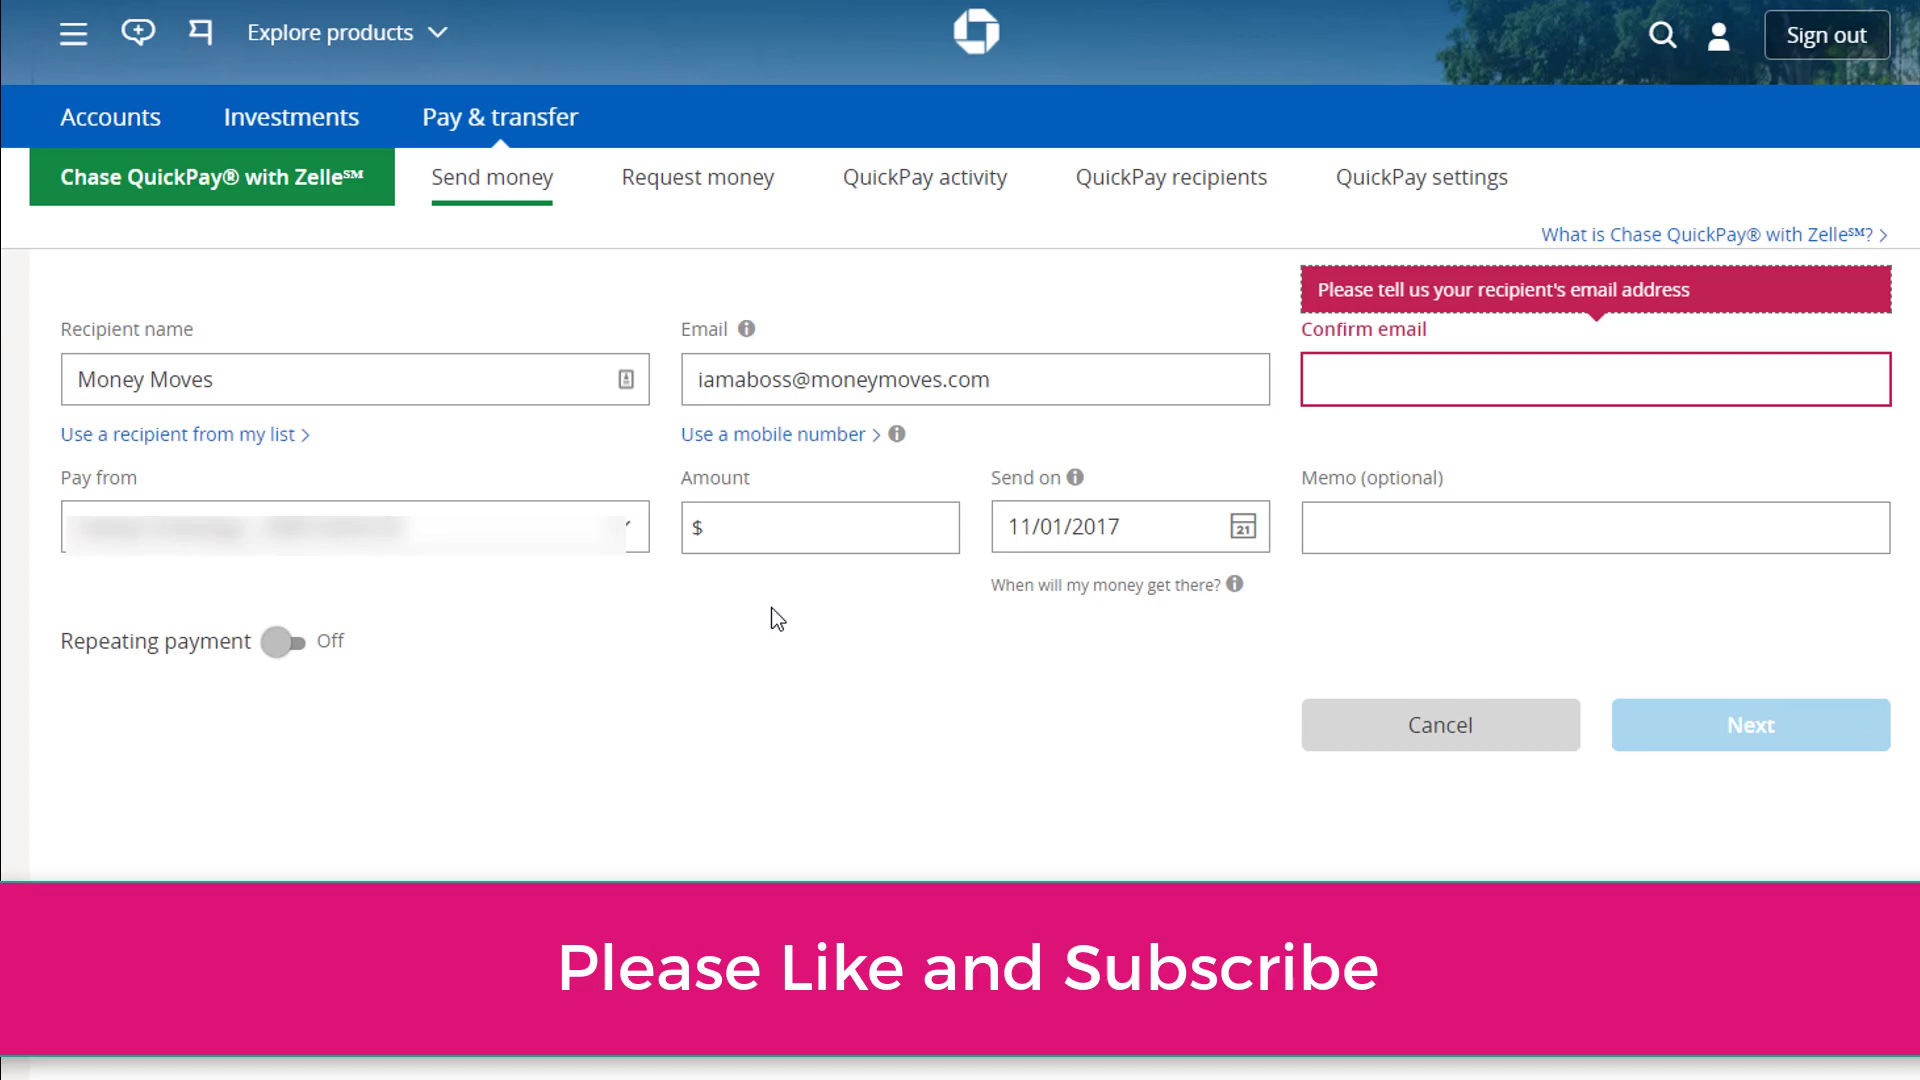 Explore products
Sign out
Accounts
Investments
Pay & transfer
Chase QuickPay® with Zelle℠
Send money
Request money
QuickPay activity
QuickPay recipients
QuickPay settings
What is Chase QuickPay® with Zelle℠? >
Please tell us your recipient's email address
Recipient name
Email
Confirm email
Money Moves
iamaboss@moneymoves.com
Use a recipient from my list >
Use a mobile number >
Pay from
Amount
Send on
Memo (optional)
$
11/01/2017
21
When will my money get there?
Repeating payment
Off
Cancel
Next
Please Like and Subscribe